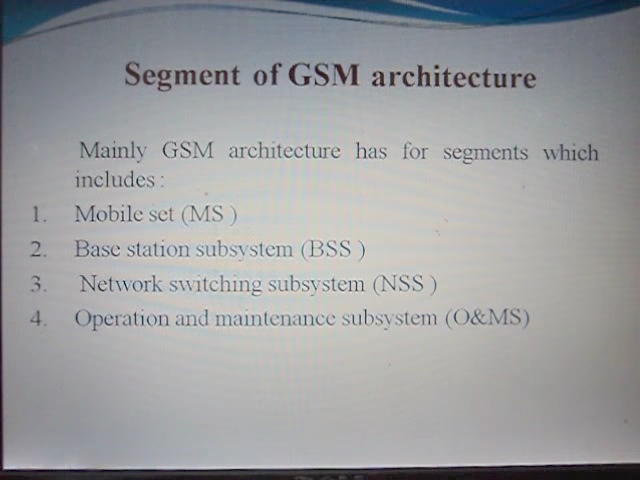 Segment of GSM architecture
Mainly GSM architecture has for segments which
includes :
1. Mobile set (MS )
2. Base station subsystem (BSS )
3. Network switching subsystem (NSS )
4. Operation and maintenance subsystem (O&MS)